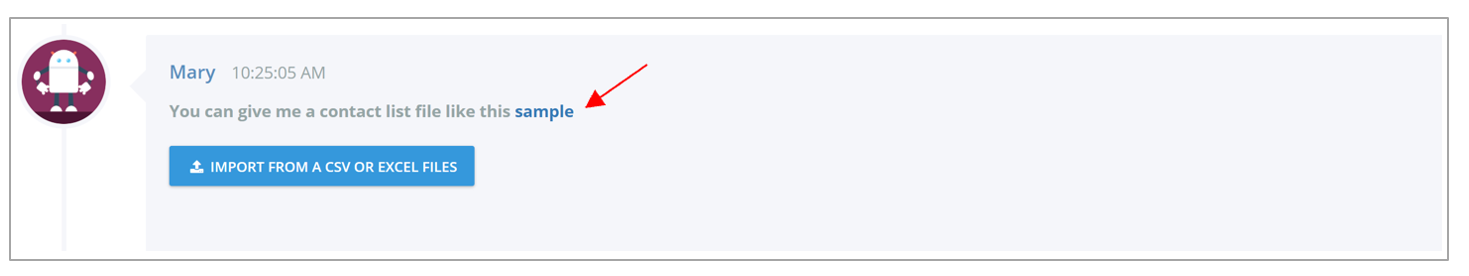 Mary 10:25:05 AM
You can give me a contact list file like this sample
IMPORT FROM A CSV OR EXCEL FILES